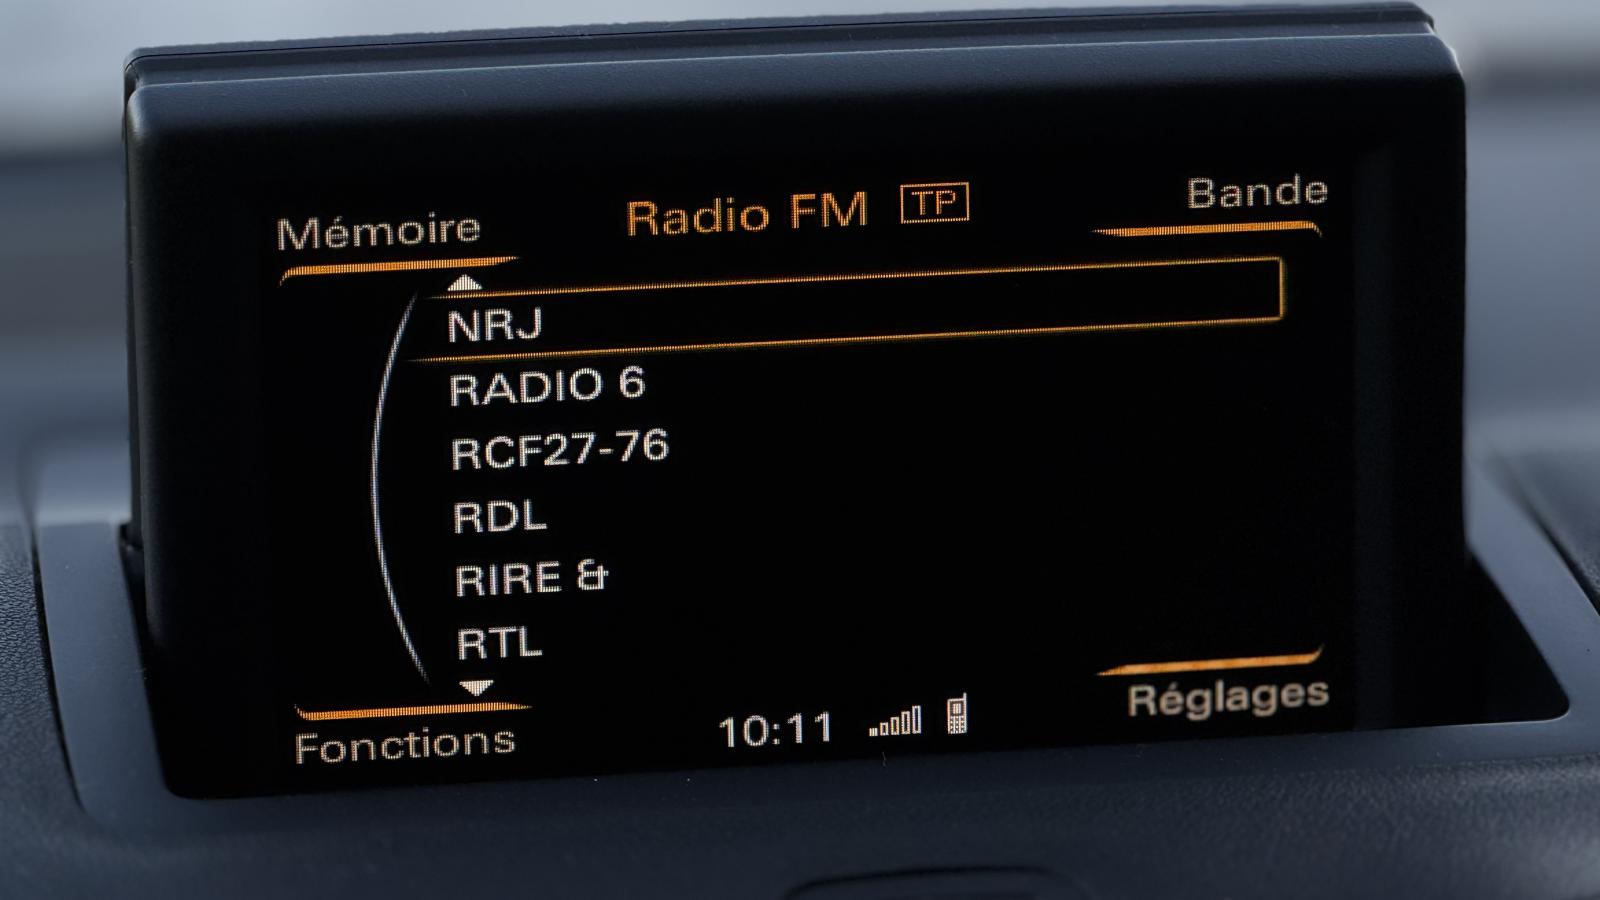 Mémoire
Radio FM TP
Bande
NRJ
RADIO 6
RCF27-76
RDL
RIRE &
RTL
Fonctions
10:11
Réglages